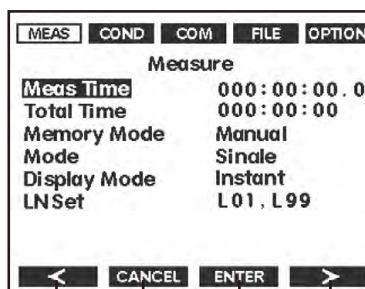 MEAS COND COM FILE OPTION
Measure
Meas Time 000:00:00.0
Total Time 000:00:00
Memory Mode Manual
Mode Sinale
Display Mode Instant
LN Set L01, L99
< CANCEL ENTER >